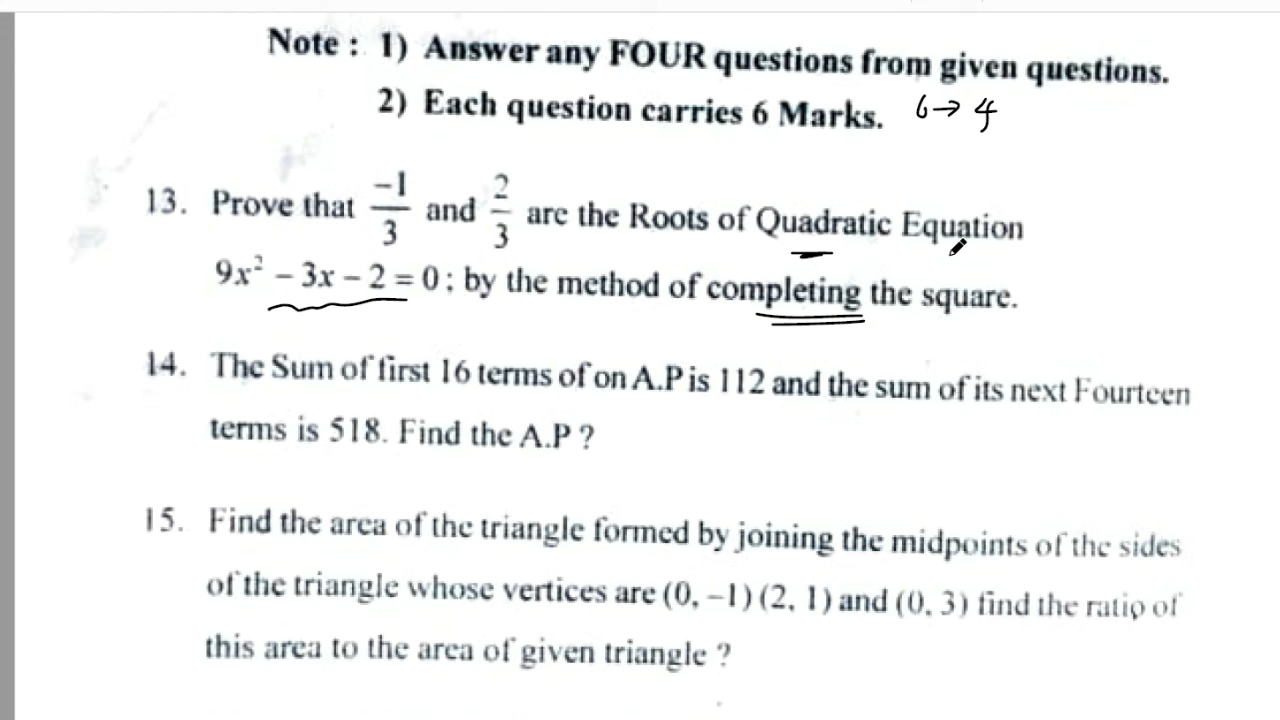 Note : 1) Answer any FOUR questions from given questions.
2) Each question carries 6 Marks. 6→4
13. Prove that -1/3 and 2/3 are the Roots of Quadratic Equation
9x² – 3x – 2 = 0 ; by the method of completing the square.
14. The Sum of first 16 terms of on A.P is 112 and the sum of its next Fourteen
terms is 518. Find the A.P ?
15. Find the area of the triangle formed by joining the midpoints of the sides
of the triangle whose vertices are (0, –1) (2, 1) and (0, 3) find the ratio of
this area to the area of given triangle ?